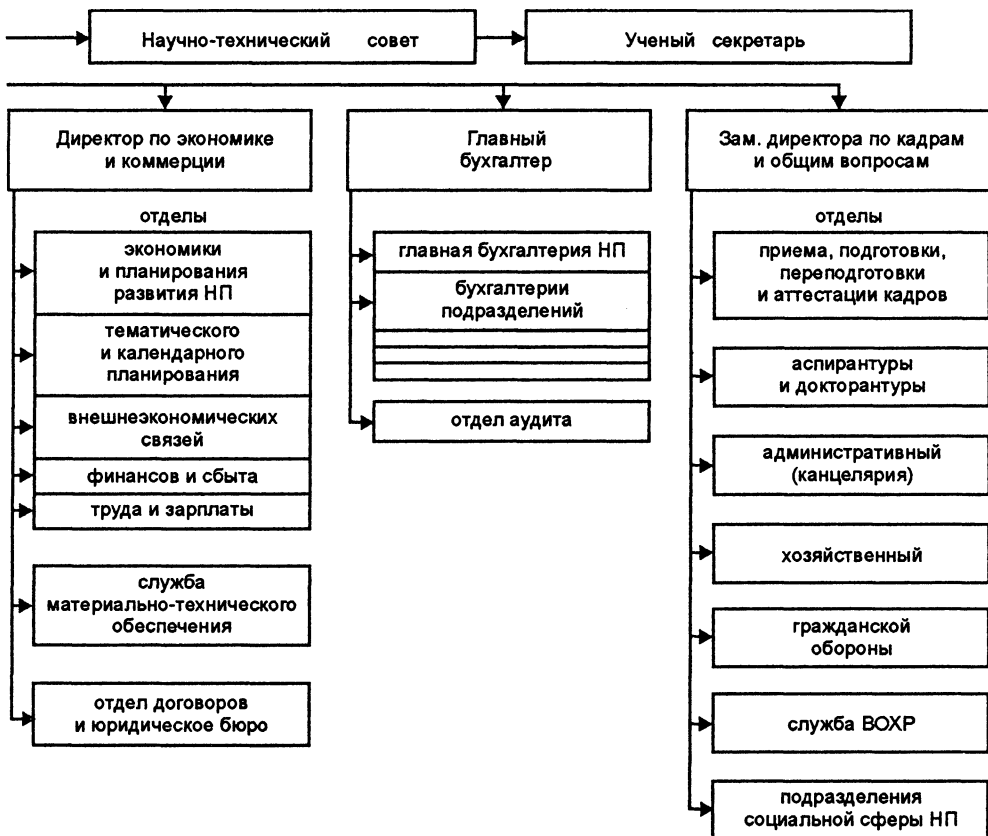 Научно-технический совет
Ученый секретарь
Директор по экономике
и коммерции
отделы
экономики
и планирования
развития НП
тематического
и календарного
планирования
внешнеэкономических
связей
финансов и сбыта
труда и зарплаты
служба
материально-технического
обеспечения
отдел договоров
и юридическое бюро
Главный
бухгалтер
главная бухгалтерия НП
бухгалтерии
подразделений
отдел аудита
Зам. директора по кадрам
и общим вопросам
отделы
приема, подготовки,
переподготовки
и аттестации кадров
аспирантуры
и докторантуры
административный
(канцелярия)
хозяйственный
гражданской
обороны
служба ВОХР
подразделения
социальной сферы НП